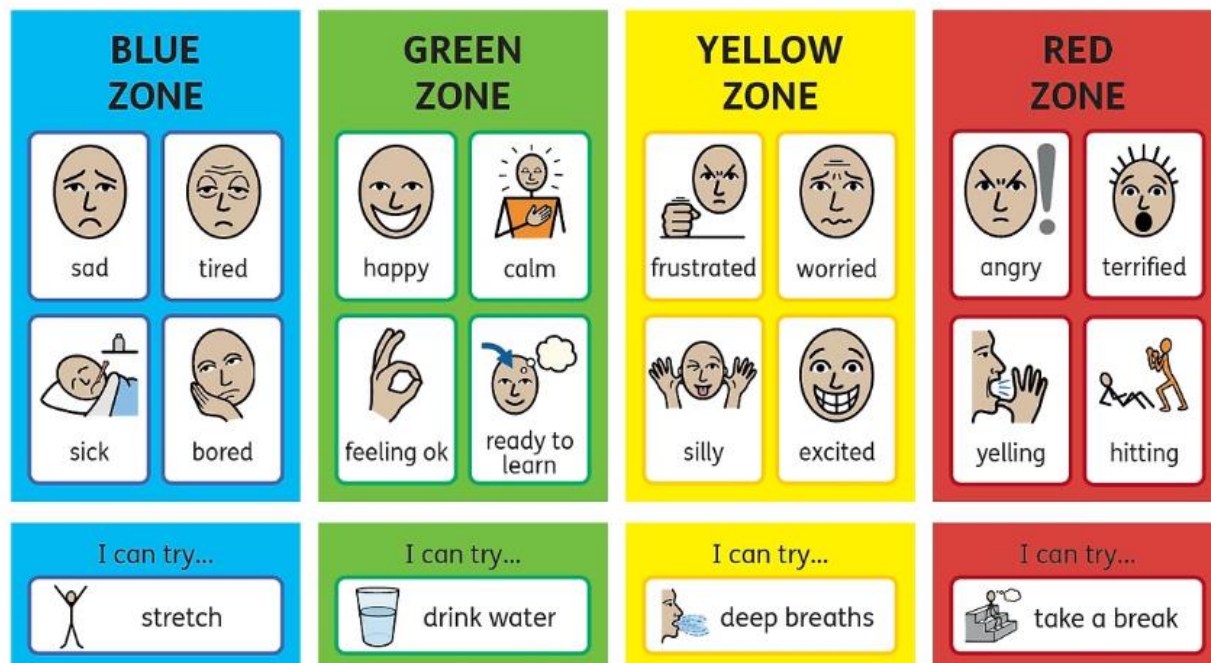 BLUE
ZONE
sad
tired
sick
bored
I can try...
stretch
GREEN
ZONE
happy
calm
feeling ok
ready to
learn
I can try...
drink water
YELLOW
ZONE
frustrated
worried
silly
excited
I can try...
deep breaths
RED
ZONE
angry
terrified
yelling
hitting
I can try...
take a break